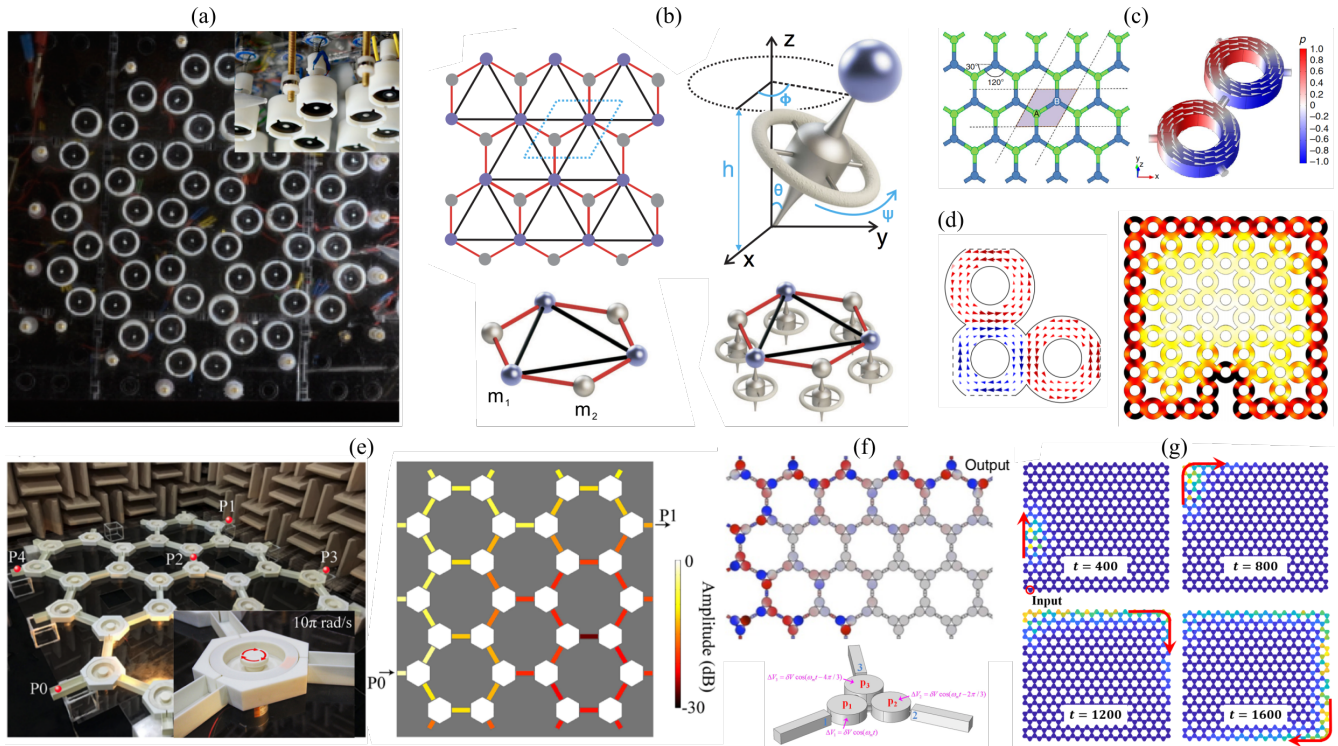 (a)
(b)
z
ϕ
h
θ
ψ
y
x
m₁
m₂
(c)
30°
120°
A
B
y
z
x
p
1.0
0.8
0.6
0.4
0.2
0
−0.2
−0.4
−0.6
−0.8
−1.0
(d)
(e)
P1
P4
P2
P3
P0
10π rad/s
P1
P0
0
Amplitude (dB)
-30
(f)
Output
3
ΔV₃ = δV cos(ωₘt−4π/3)
p₃
ΔV₂ = δV cos(ωₘt−2π/3)
p₁
p₂
2
ΔV₁ = δV cos(ωₘt)
(g)
t = 400
Input
t = 800
t = 1200
t = 1600